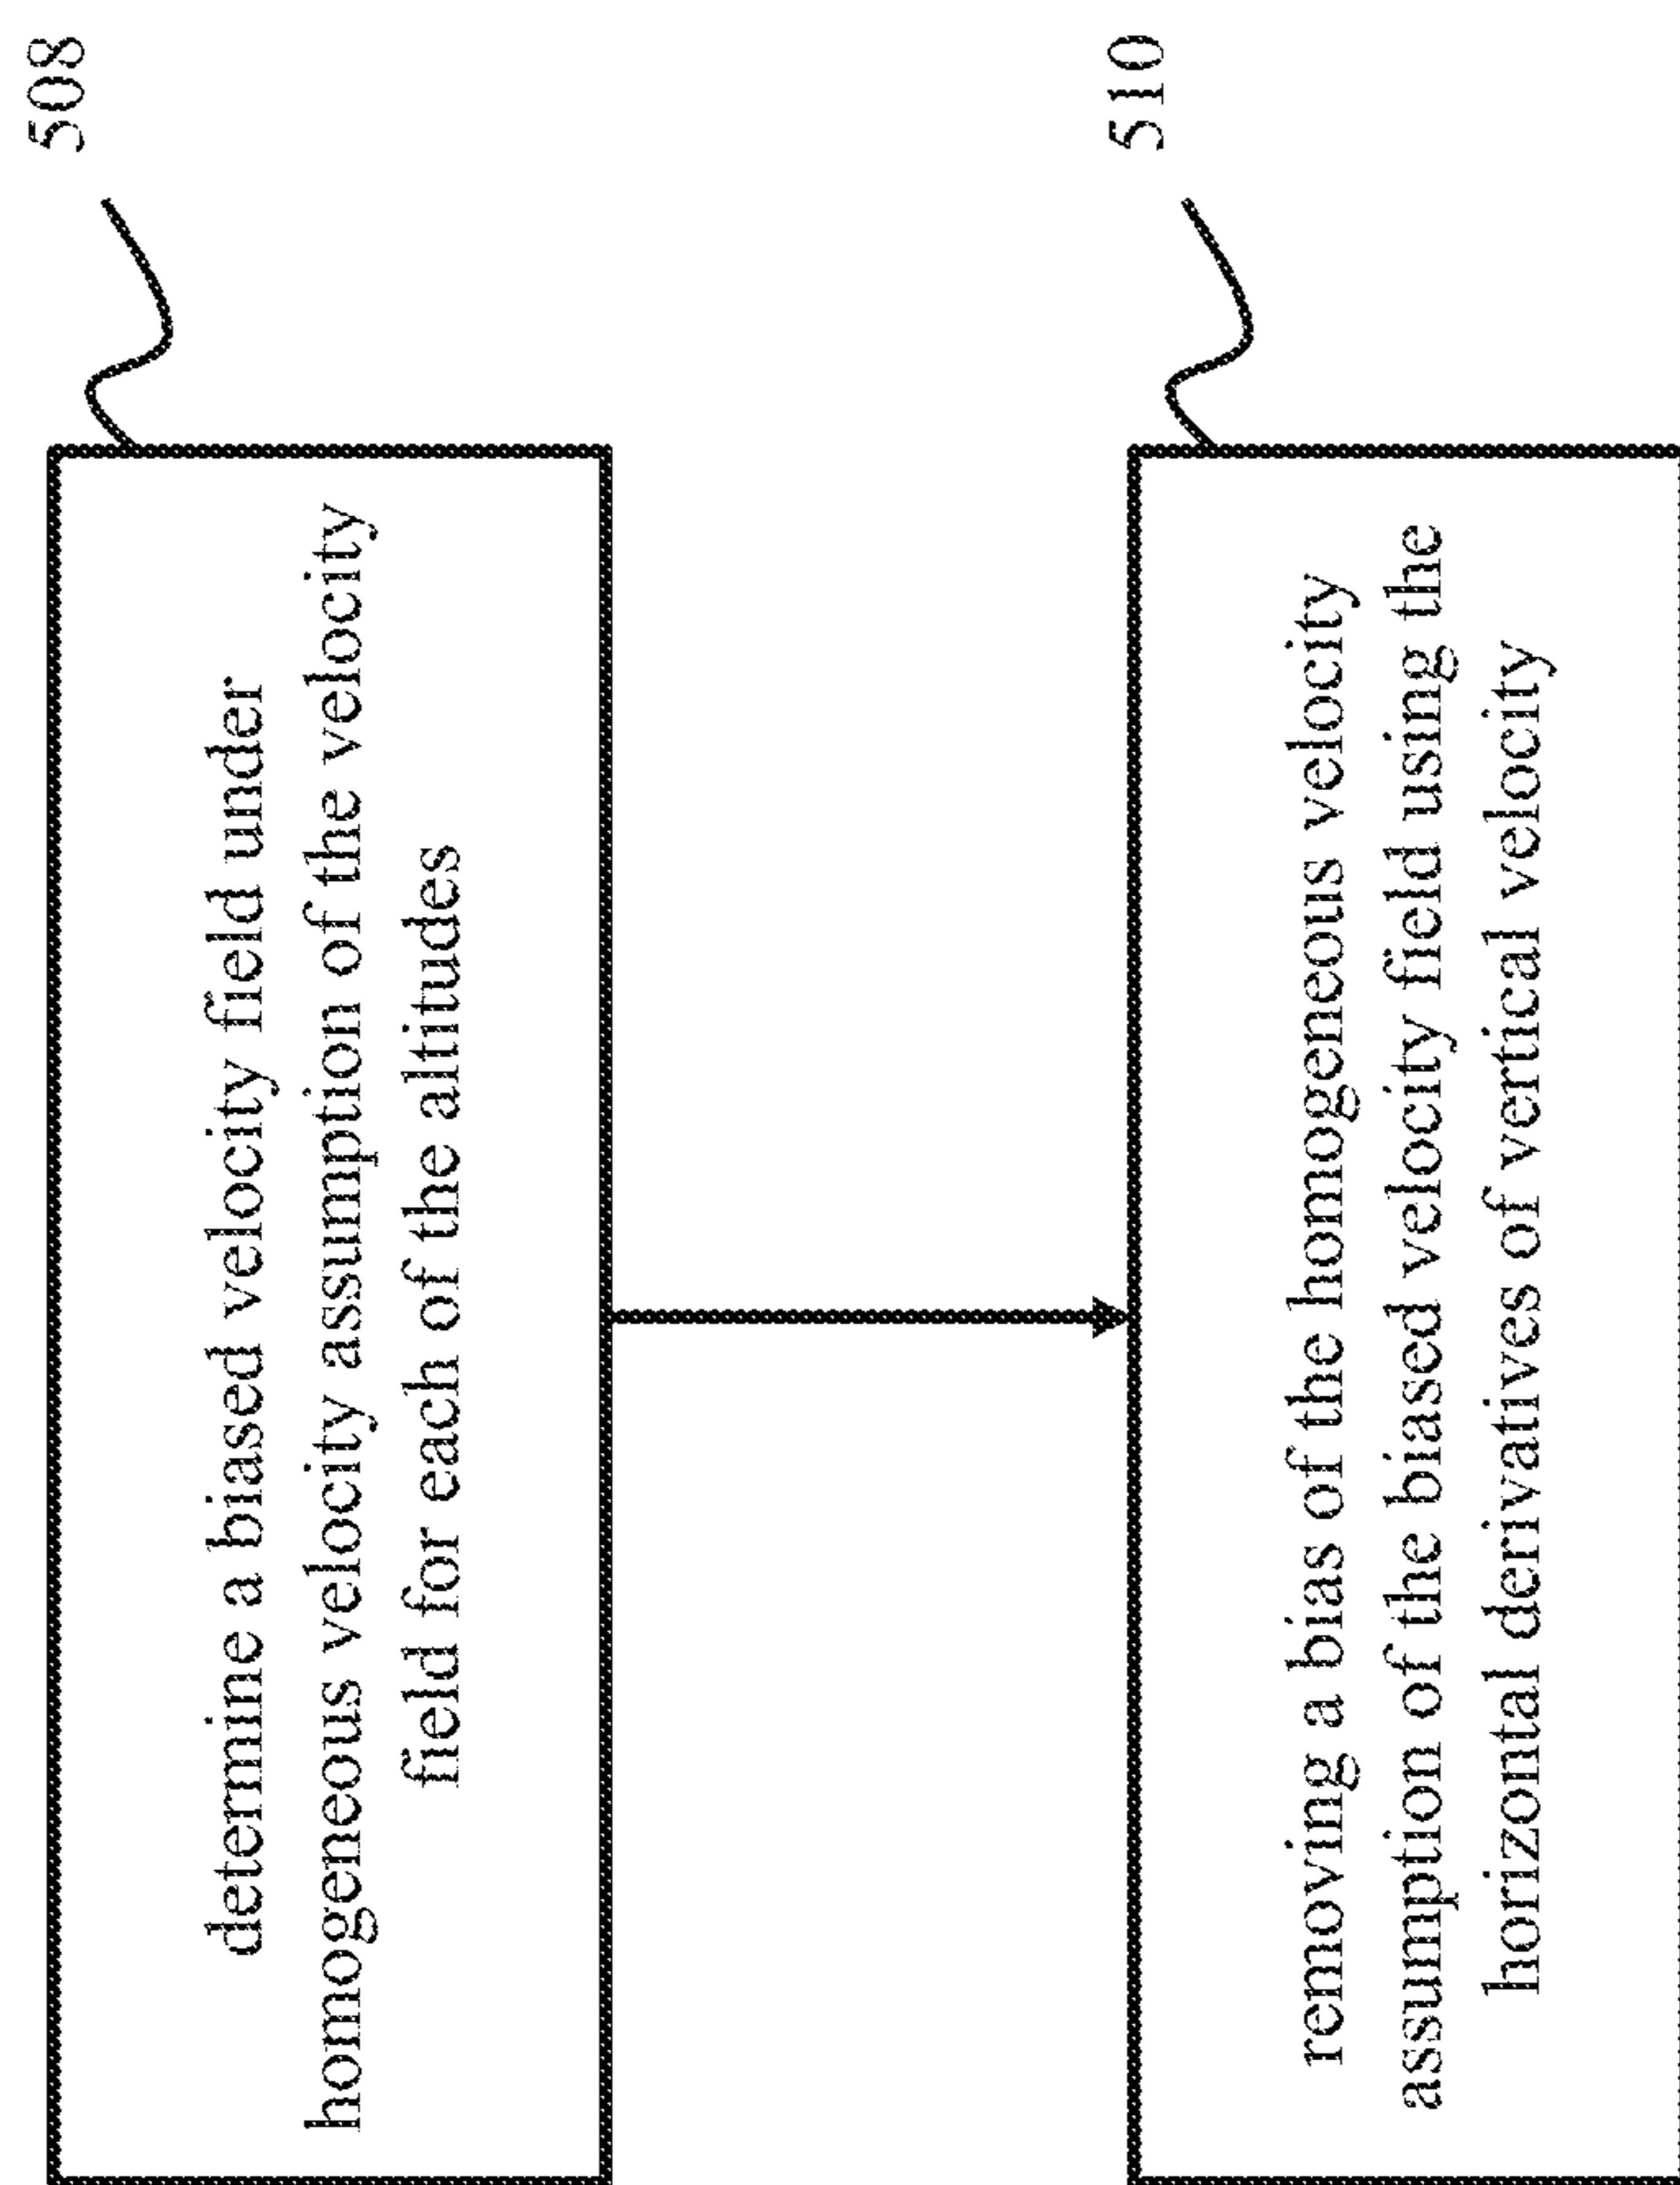 508
determine a biased velocity field under
homogeneous velocity assumption of the velocity
field for each of the altitudes
510
removing a bias of the homogeneous velocity
assumption of the biased velocity field using the
horizontal derivatives of vertical velocity